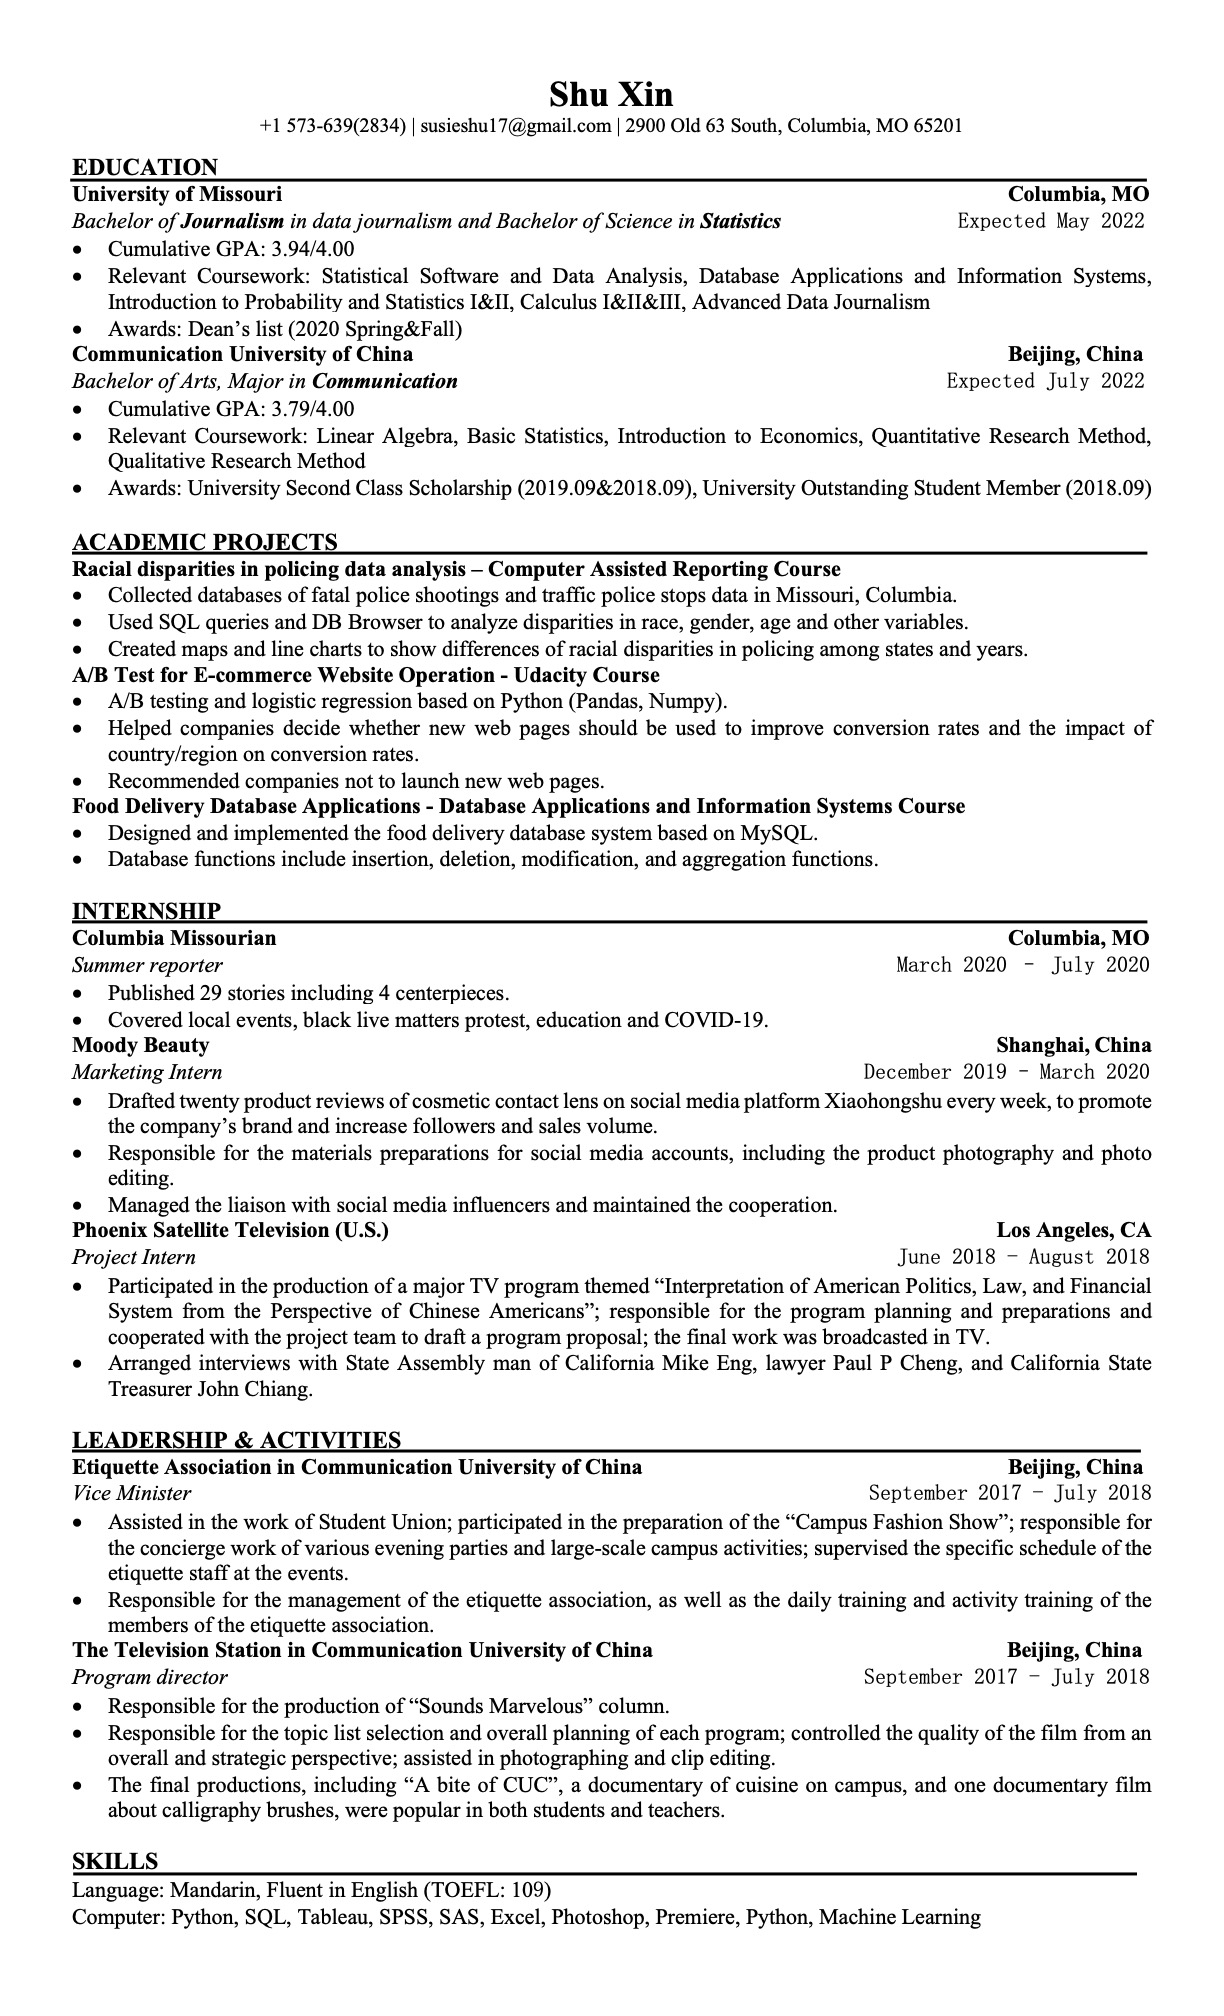 Shu Xin
+1 573-639(2834) | susieshu17@gmail.com | 2900 Old 63 South, Columbia, MO 65201
EDUCATION
University of Missouri Columbia, MO
Bachelor of Journalism in data journalism and Bachelor of Science in Statistics Expected May 2022
• Cumulative GPA: 3.94/4.00
• Relevant Coursework: Statistical Software and Data Analysis, Database Applications and Information Systems,
Introduction to Probability and Statistics I&II, Calculus I&II&III, Advanced Data Journalism
• Awards: Dean’s list (2020 Spring&Fall)
Communication University of China Beijing, China
Bachelor of Arts, Major in Communication Expected July 2022
• Cumulative GPA: 3.79/4.00
• Relevant Coursework: Linear Algebra, Basic Statistics, Introduction to Economics, Quantitative Research Method,
Qualitative Research Method
• Awards: University Second Class Scholarship (2019.09&2018.09), University Outstanding Student Member (2018.09)
ACADEMIC PROJECTS
Racial disparities in policing data analysis – Computer Assisted Reporting Course
• Collected databases of fatal police shootings and traffic police stops data in Missouri, Columbia.
• Used SQL queries and DB Browser to analyze disparities in race, gender, age and other variables.
• Created maps and line charts to show differences of racial disparities in policing among states and years.
A/B Test for E-commerce Website Operation - Udacity Course
• A/B testing and logistic regression based on Python (Pandas, Numpy).
• Helped companies decide whether new web pages should be used to improve conversion rates and the impact of
country/region on conversion rates.
• Recommended companies not to launch new web pages.
Food Delivery Database Applications - Database Applications and Information Systems Course
• Designed and implemented the food delivery database system based on MySQL.
• Database functions include insertion, deletion, modification, and aggregation functions.
INTERNSHIP
Columbia Missourian Columbia, MO
Summer reporter March 2020 – July 2020
• Published 29 stories including 4 centerpieces.
• Covered local events, black live matters protest, education and COVID-19.
Moody Beauty Shanghai, China
Marketing Intern December 2019 – March 2020
• Drafted twenty product reviews of cosmetic contact lens on social media platform Xiaohongshu every week, to promote
the company’s brand and increase followers and sales volume.
• Responsible for the materials preparations for social media accounts, including the product photography and photo
editing.
• Managed the liaison with social media influencers and maintained the cooperation.
Phoenix Satellite Television (U.S.) Los Angeles, CA
Project Intern June 2018 – August 2018
• Participated in the production of a major TV program themed “Interpretation of American Politics, Law, and Financial
System from the Perspective of Chinese Americans”; responsible for the program planning and preparations and
cooperated with the project team to draft a program proposal; the final work was broadcasted in TV.
• Arranged interviews with State Assembly man of California Mike Eng, lawyer Paul P Cheng, and California State
Treasurer John Chiang.
LEADERSHIP & ACTIVITIES
Etiquette Association in Communication University of China Beijing, China
Vice Minister September 2017 – July 2018
• Assisted in the work of Student Union; participated in the preparation of the “Campus Fashion Show”; responsible for
the concierge work of various evening parties and large-scale campus activities; supervised the specific schedule of the
etiquette staff at the events.
• Responsible for the management of the etiquette association, as well as the daily training and activity training of the
members of the etiquette association.
The Television Station in Communication University of China Beijing, China
Program director September 2017 – July 2018
• Responsible for the production of “Sounds Marvelous” column.
• Responsible for the topic list selection and overall planning of each program; controlled the quality of the film from an
overall and strategic perspective; assisted in photographing and clip editing.
• The final productions, including “A bite of CUC”, a documentary of cuisine on campus, and one documentary film
about calligraphy brushes, were popular in both students and teachers.
SKILLS
Language: Mandarin, Fluent in English (TOEFL: 109)
Computer: Python, SQL, Tableau, SPSS, SAS, Excel, Photoshop, Premiere, Python, Machine Learning